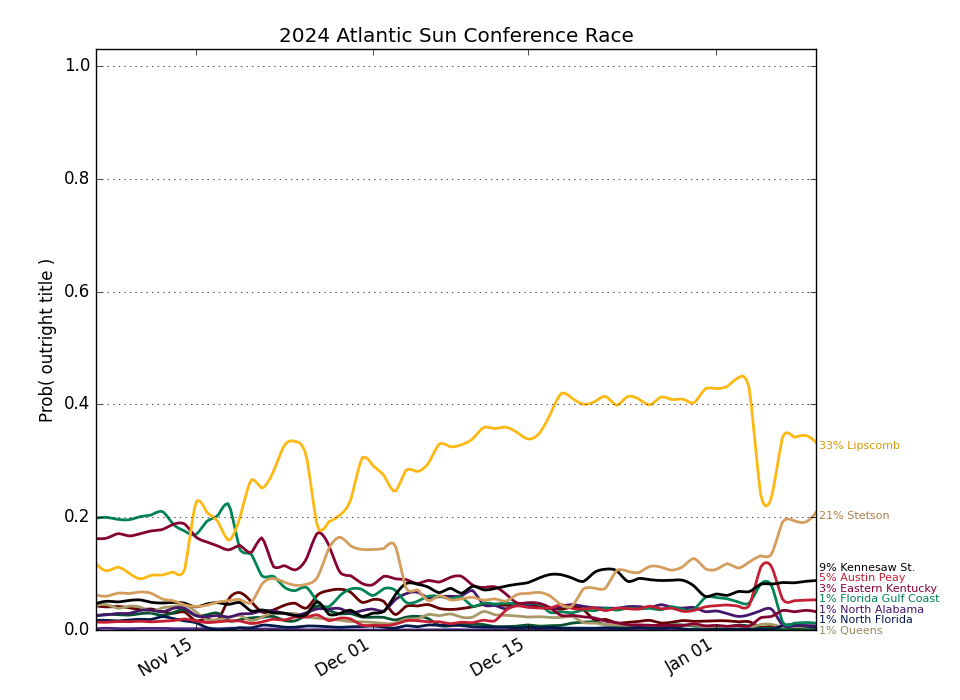 2024 Atlantic Sun Conference Race
1.0
0.8
0.6
0.4
0.2
0.0
Prob( outright title )
Nov 15
Dec 01
Dec 15
Jan 01
33% Lipscomb
21% Stetson
9% Kennesaw St.
5% Austin Peay
3% Eastern Kentucky
1% Florida Gulf Coast
1% North Alabama
1% North Florida
1% Queens